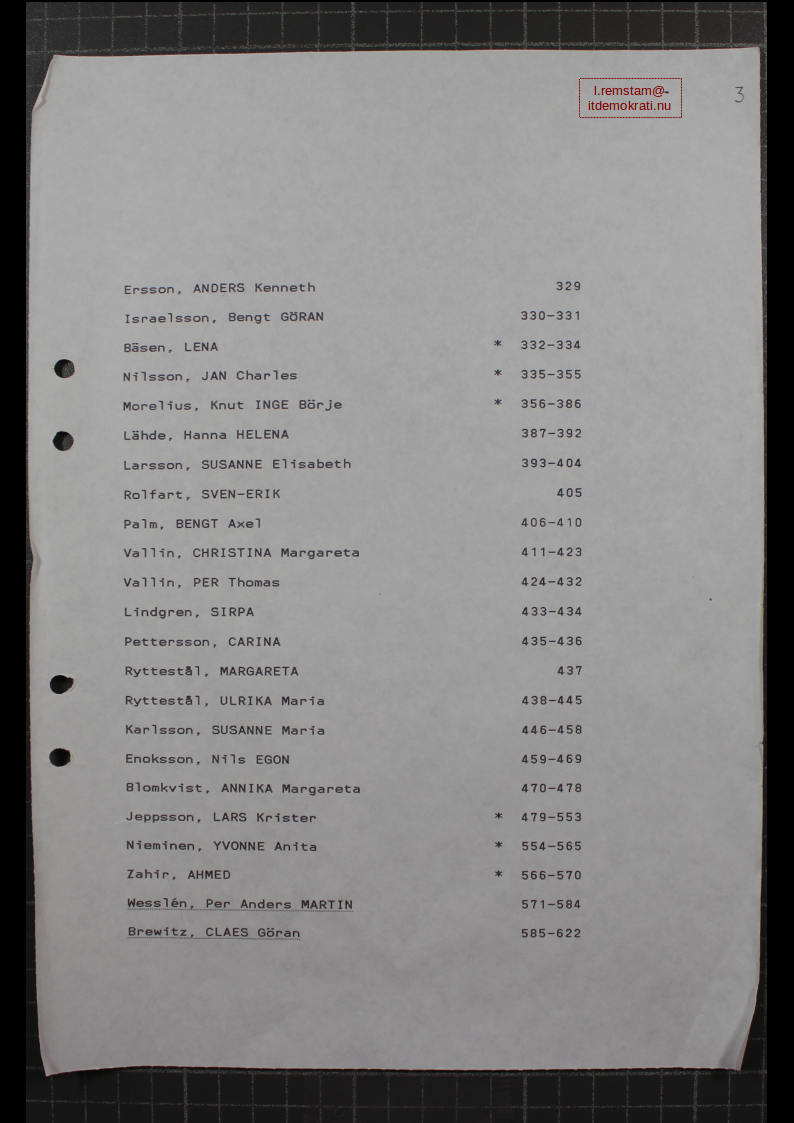 l.remstam@-
itdemokrati.nu
3
Ersson, ANDERS Kenneth 329
Israelsson, Bengt GÖRAN 330-331
Bäsen, LENA * 332-334
Nilsson, JAN Charles * 335-355
Morelius, Knut INGE Börje * 356-386
Lähde, Hanna HELENA 387-392
Larsson, SUSANNE Elisabeth 393-404
Rolfart, SVEN-ERIK 405
Palm, BENGT Axel 406-410
Vallin, CHRISTINA Margareta 411-423
Vallin, PER Thomas 424-432
Lindgren, SIRPA 433-434
Pettersson, CARINA 435-436
Ryttestål, MARGARETA 437
Ryttestål, ULRIKA Maria 438-445
Karlsson, SUSANNE Maria 446-458
Enoksson, Nils EGON 459-469
Blomkvist, ANNIKA Margareta 470-478
Jeppsson, LARS Krister * 479-553
Nieminen, YVONNE Anita * 554-565
Zahir, AHMED * 566-570
Wesslén, Per Anders MARTIN 571-584
Brewitz, CLAES Göran 585-622